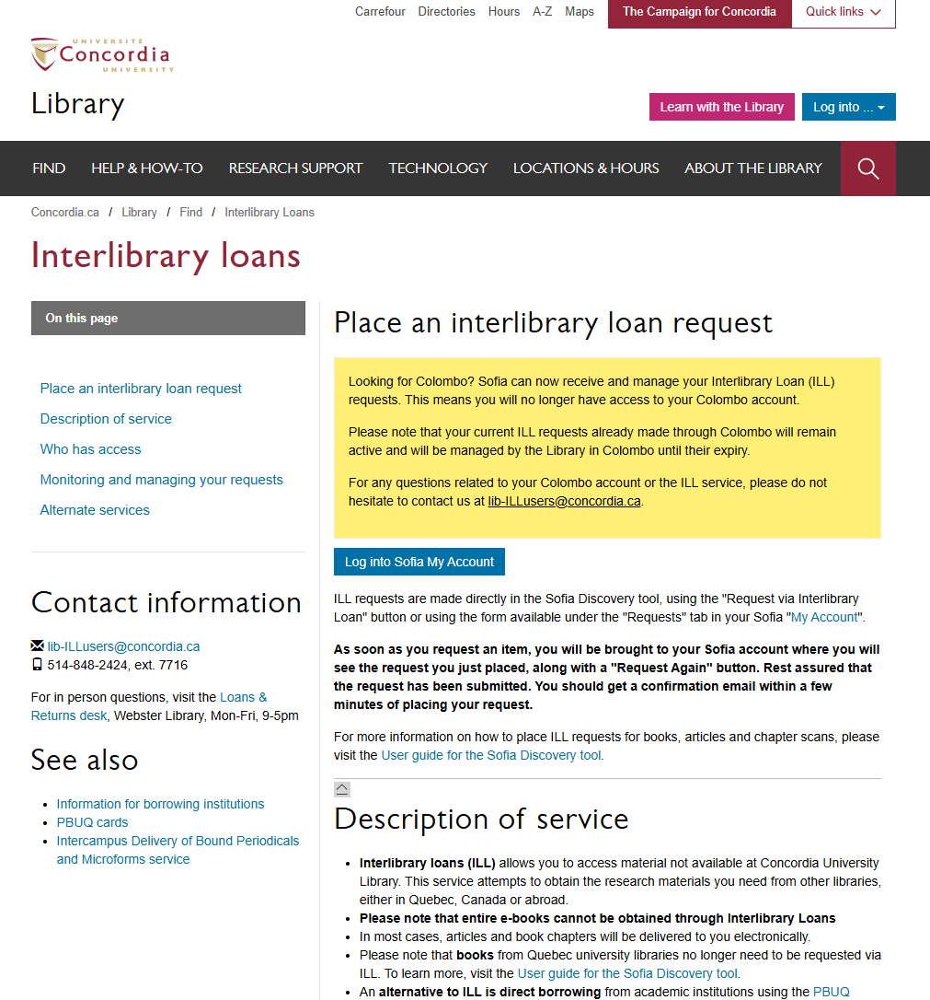 Carrefour Directories Hours A-Z Maps The Campaign for Concordia Quick links
UNIVERSITÉ
Concordia
UNIVERSITY
Library
Learn with the Library Log into ...
FIND HELP & HOW-TO RESEARCH SUPPORT TECHNOLOGY LOCATIONS & HOURS ABOUT THE LIBRARY
Concordia.ca / Library / Find / Interlibrary Loans
Interlibrary loans
On this page
Place an interlibrary loan request
Description of service
Who has access
Monitoring and managing your requests
Alternate services
Contact information
lib-ILLusers@concordia.ca
514-848-2424, ext. 7716
For in person questions, visit the Loans &
Returns desk, Webster Library, Mon-Fri, 9-5pm
See also
• Information for borrowing institutions
• PBUQ cards
• Intercampus Delivery of Bound Periodicals
and Microforms service
Place an interlibrary loan request
Looking for Colombo? Sofia can now receive and manage your Interlibrary Loan (ILL)
requests. This means you will no longer have access to your Colombo account.
Please note that your current ILL requests already made through Colombo will remain
active and will be managed by the Library in Colombo until their expiry.
For any questions related to your Colombo account or the ILL service, please do not
hesitate to contact us at lib-ILLusers@concordia.ca.
Log into Sofia My Account
ILL requests are made directly in the Sofia Discovery tool, using the "Request via Interlibrary
Loan" button or using the form available under the "Requests" tab in your Sofia "My Account".
As soon as you request an item, you will be brought to your Sofia account where you will
see the request you just placed, along with a "Request Again" button. Rest assured that
the request has been submitted. You should get a confirmation email within a few
minutes of placing your request.
For more information on how to place ILL requests for books, articles and chapter scans, please
visit the User guide for the Sofia Discovery tool.
Description of service
• Interlibrary loans (ILL) allows you to access material not available at Concordia University
Library. This service attempts to obtain the research materials you need from other libraries,
either in Quebec, Canada or abroad.
• Please note that entire e-books cannot be obtained through Interlibrary Loans
• In most cases, articles and book chapters will be delivered to you electronically.
• Please note that books from Quebec university libraries no longer need to be requested via
ILL. To learn more, visit the User guide for the Sofia Discovery tool.
• An alternative to ILL is direct borrowing from academic institutions using the PBUQ